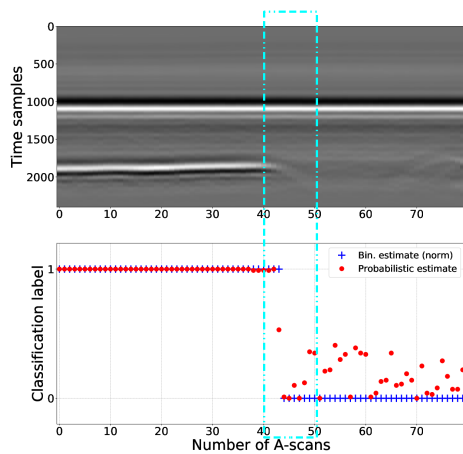 0
500
1000
1500
2000
Time samples
0 10 20 30 40 50 60 70
Bin. estimate (norm)
Probabilistic estimate
1
0
Classification label
0 10 20 30 40 50 60 70
Number of A-scans